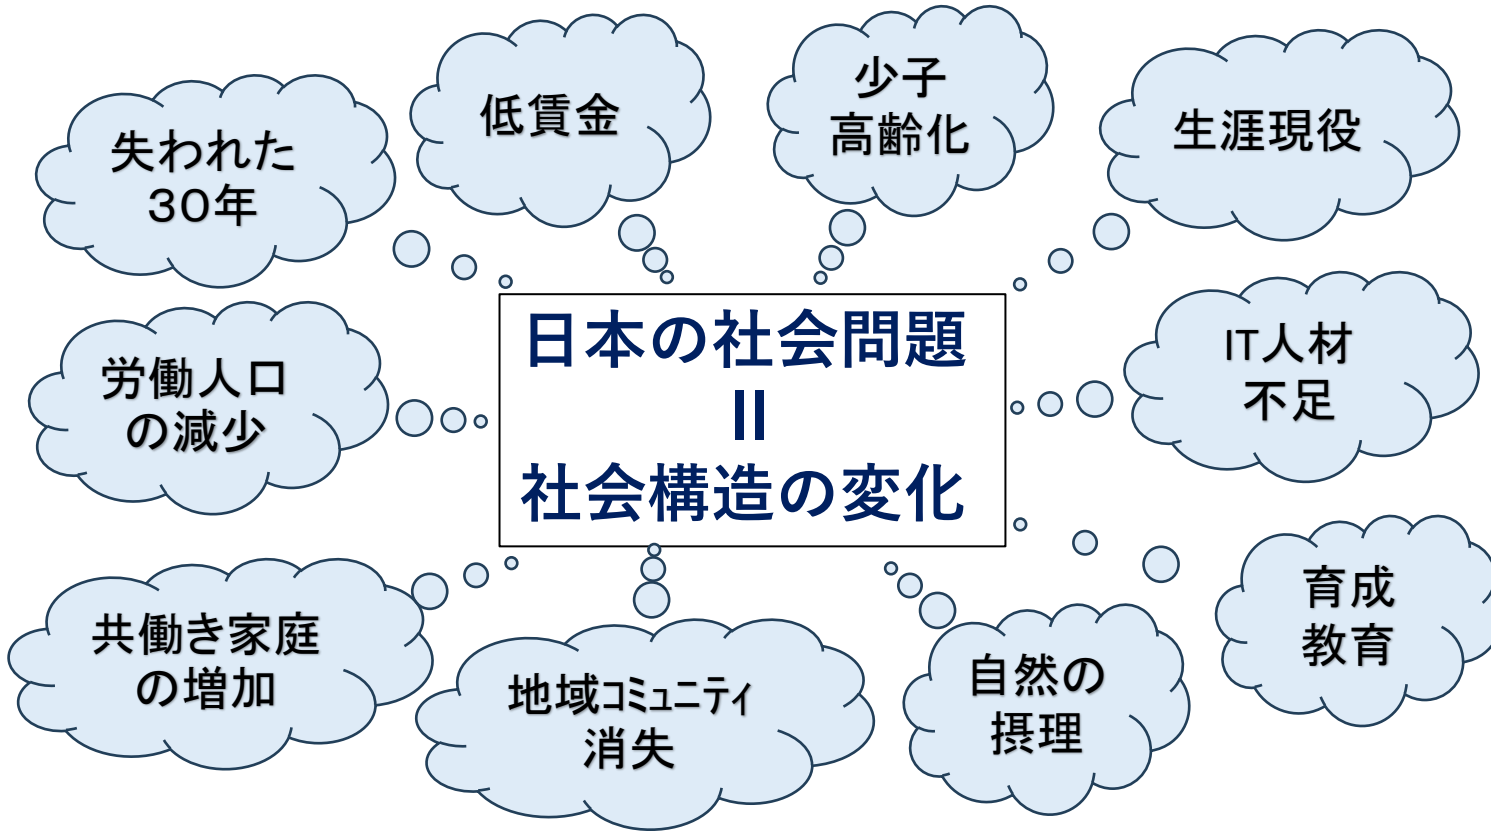 失われた
30年
低賃金
少子
高齢化
生涯現役
労働人口
の減少
日本の社会問題
=
社会構造の変化
IT人材
不足
共働き家庭
の増加
地域コミュニティ
消失
自然の
摂理
育成
教育